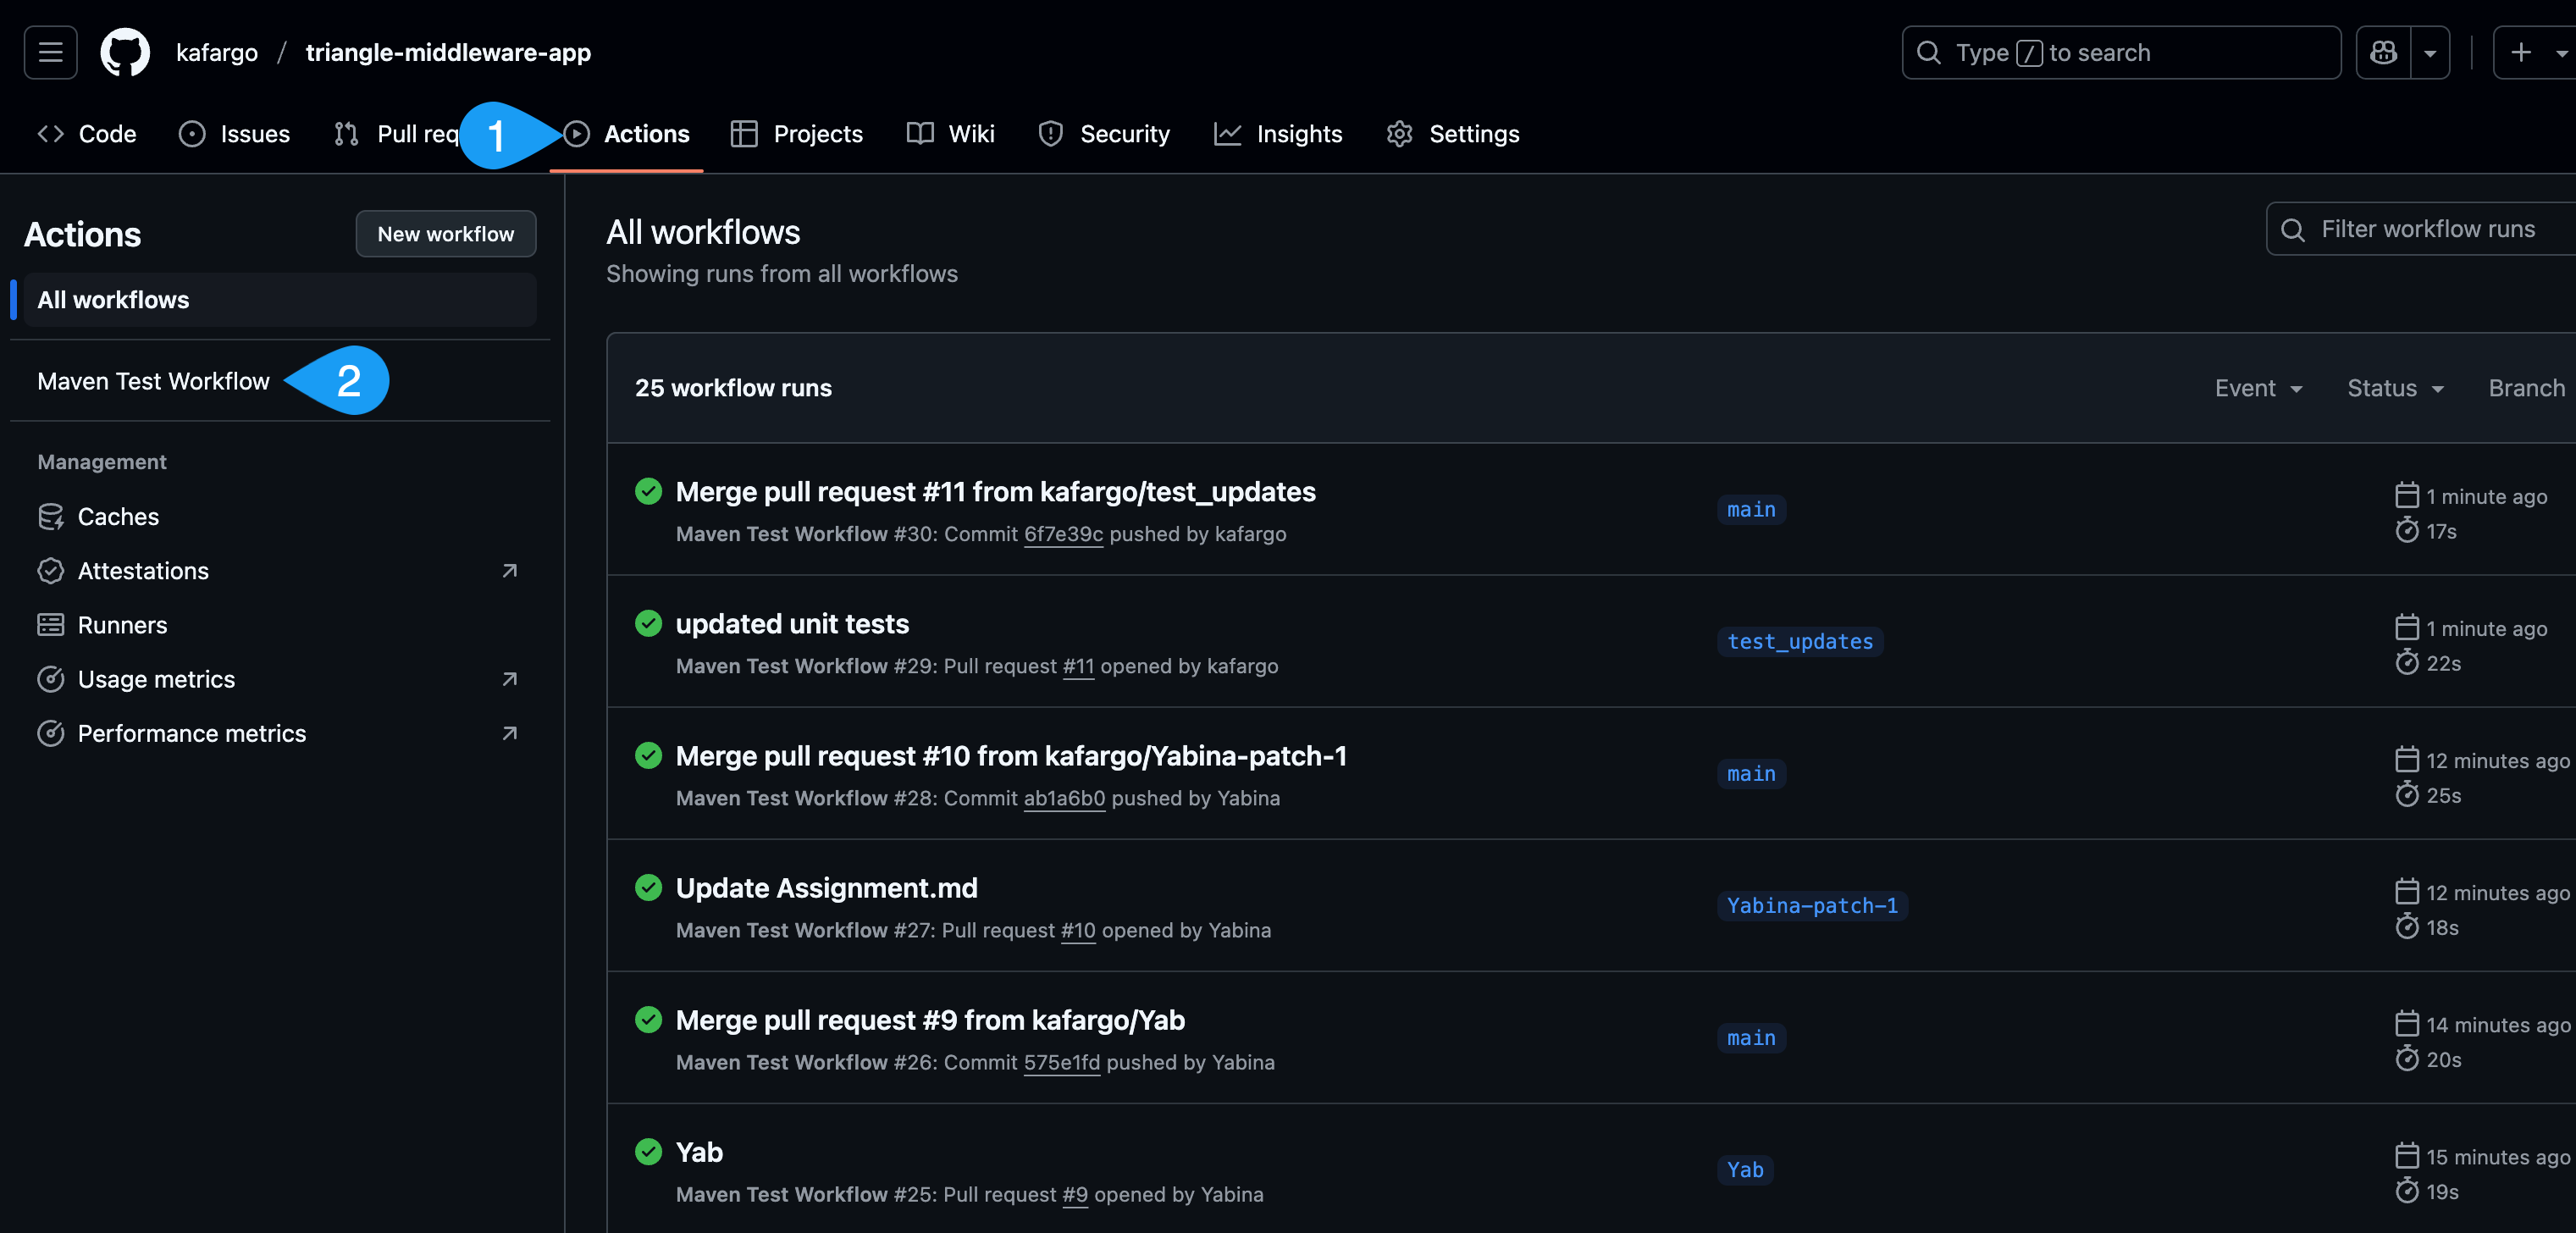 kafargo / triangle-middleware-app
Type / to search
Code
Issues
Pull req
1
Actions
Projects
Wiki
Security
Insights
Settings
Actions
New workflow
All workflows
Maven Test Workflow
2
Management
Caches
Attestations
Runners
Usage metrics
Performance metrics
All workflows
Showing runs from all workflows
Filter workflow runs
25 workflow runs
Event
Status
Branch
Merge pull request #11 from kafargo/test_updates
Maven Test Workflow #30: Commit 6f7e39c pushed by kafargo
main
1 minute ago
17s
updated unit tests
Maven Test Workflow #29: Pull request #11 opened by kafargo
test_updates
1 minute ago
22s
Merge pull request #10 from kafargo/Yabina-patch-1
Maven Test Workflow #28: Commit ab1a6b0 pushed by Yabina
main
12 minutes ago
25s
Update Assignment.md
Maven Test Workflow #27: Pull request #10 opened by Yabina
Yabina-patch-1
12 minutes ago
18s
Merge pull request #9 from kafargo/Yab
Maven Test Workflow #26: Commit 575e1fd pushed by Yabina
main
14 minutes ago
20s
Yab
Maven Test Workflow #25: Pull request #9 opened by Yabina
Yab
15 minutes ago
19s